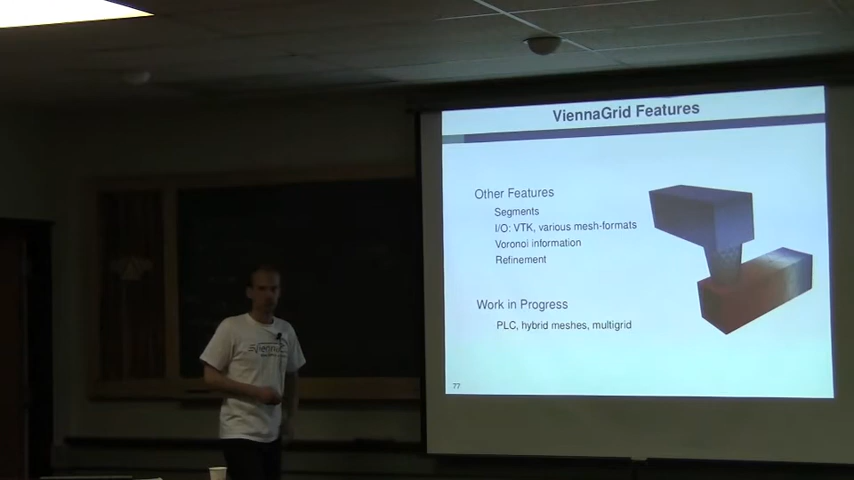 ViennaGrid Features
Other Features
Segments
I/O: VTK, various mesh-formats
Voronoi information
Refinement
Work in Progress
PLC, hybrid meshes, multigrid
77